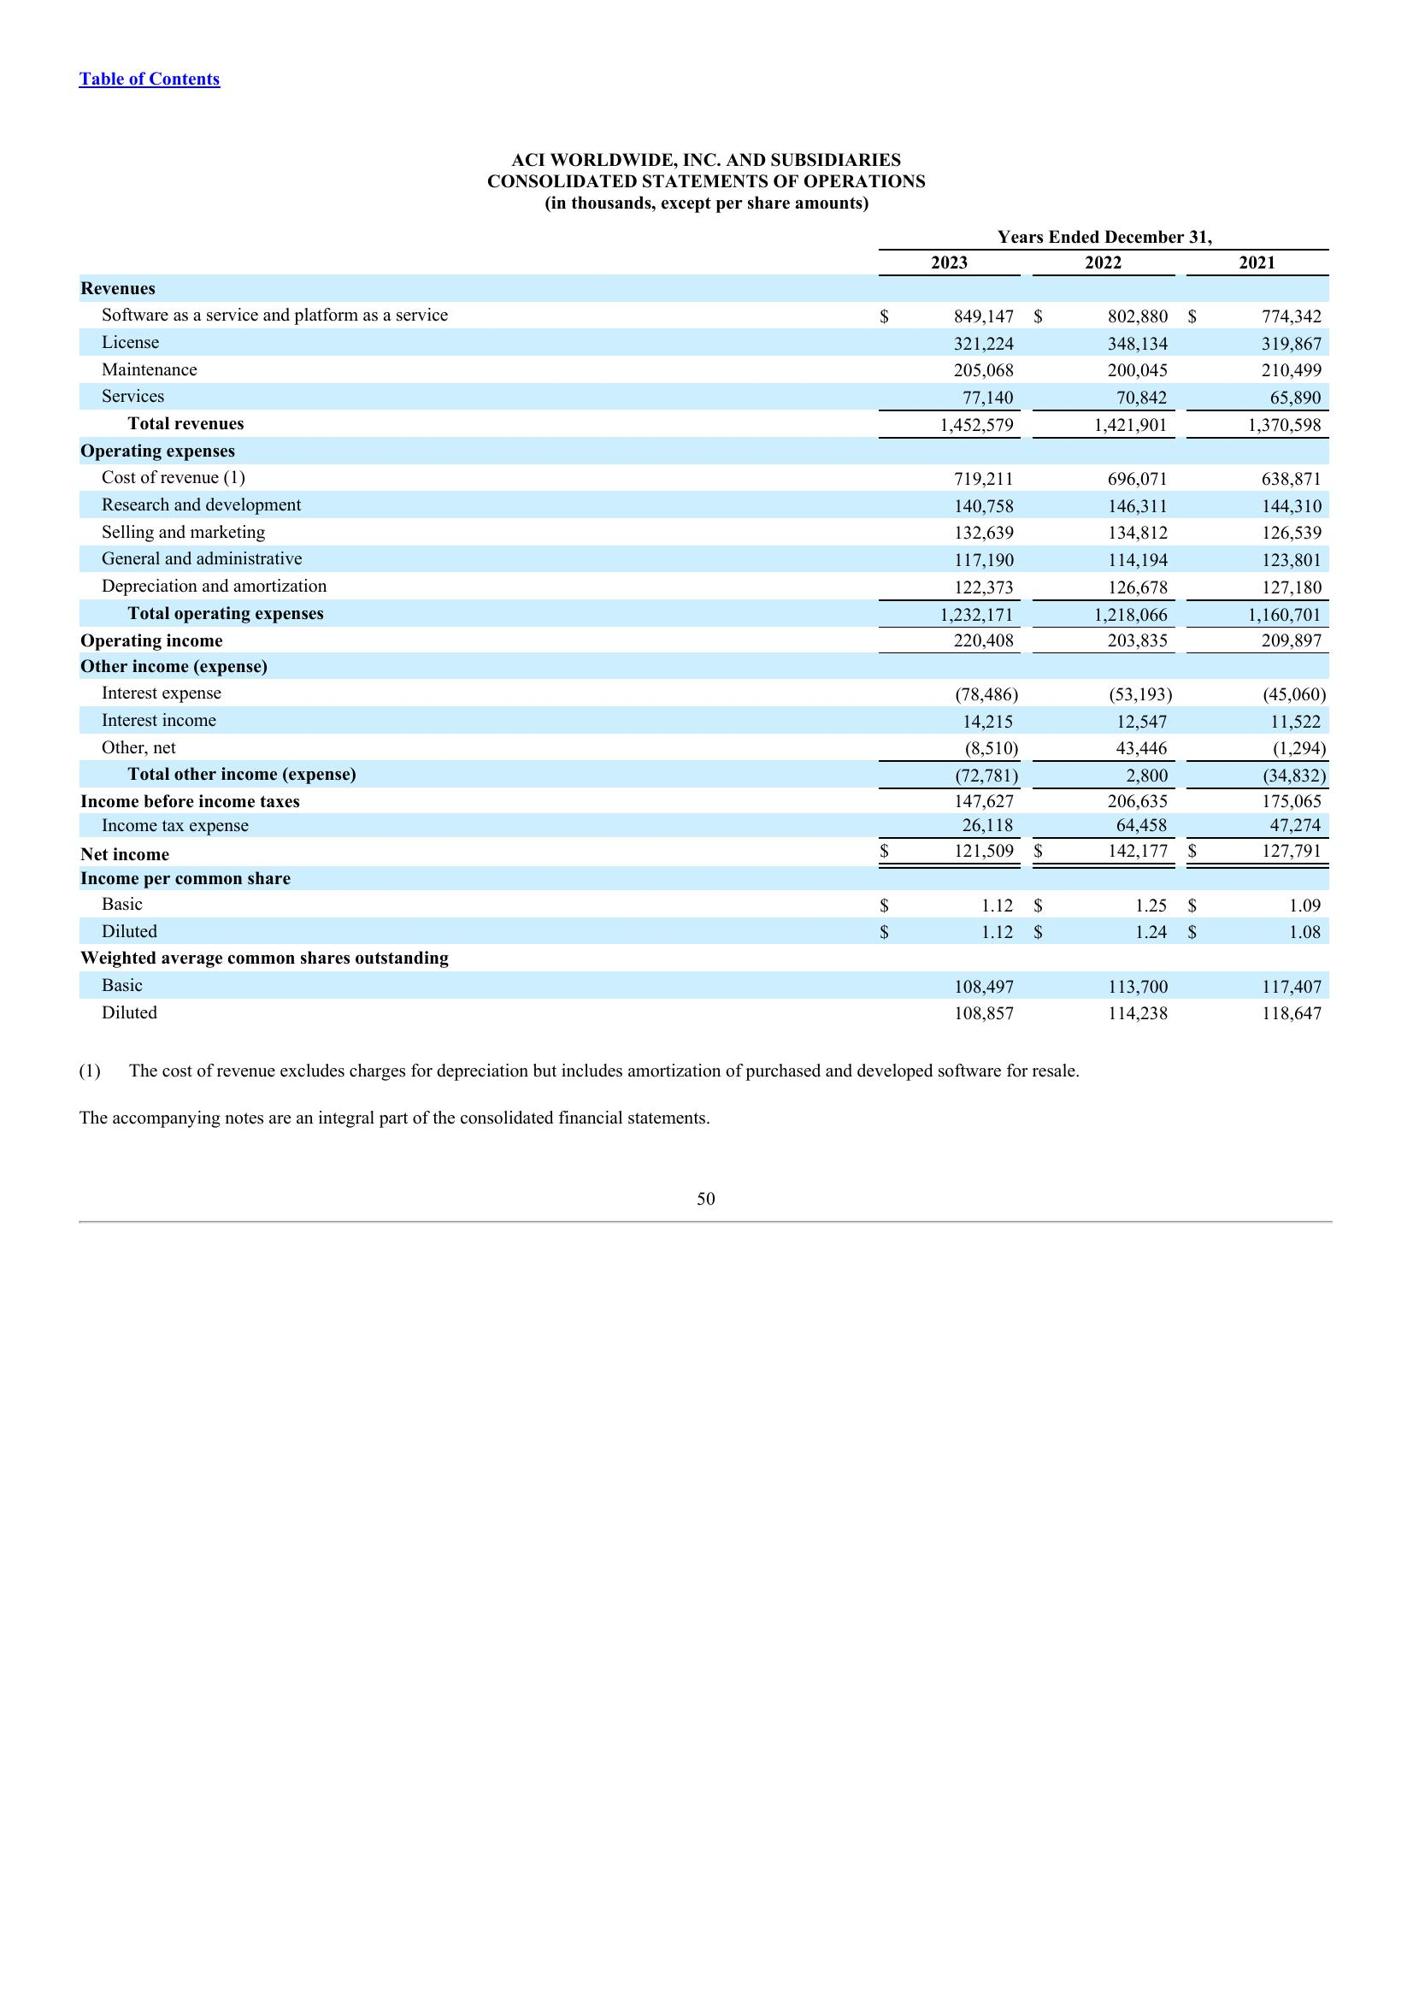 Table of Contents
ACI WORLDWIDE, INC. AND SUBSIDIARIES
CONSOLIDATED STATEMENTS OF OPERATIONS
(in thousands, except per share amounts)
Years Ended December 31,
2023 2022 2021
Revenues
Software as a service and platform as a service $ 849,147 $ 802,880 $ 774,342
License 321,224 348,134 319,867
Maintenance 205,068 200,045 210,499
Services 77,140 70,842 65,890
Total revenues 1,452,579 1,421,901 1,370,598
Operating expenses
Cost of revenue (1) 719,211 696,071 638,871
Research and development 140,758 146,311 144,310
Selling and marketing 132,639 134,812 126,539
General and administrative 117,190 114,194 123,801
Depreciation and amortization 122,373 126,678 127,180
Total operating expenses 1,232,171 1,218,066 1,160,701
Operating income 220,408 203,835 209,897
Other income (expense)
Interest expense (78,486) (53,193) (45,060)
Interest income 14,215 12,547 11,522
Other, net (8,510) 43,446 (1,294)
Total other income (expense) (72,781) 2,800 (34,832)
Income before income taxes 147,627 206,635 175,065
Income tax expense 26,118 64,458 47,274
Net income $ 121,509 $ 142,177 $ 127,791
Income per common share
Basic $ 1.12 $ 1.25 $ 1.09
Diluted $ 1.12 $ 1.24 $ 1.08
Weighted average common shares outstanding
Basic 108,497 113,700 117,407
Diluted 108,857 114,238 118,647
(1) The cost of revenue excludes charges for depreciation but includes amortization of purchased and developed software for resale.
The accompanying notes are an integral part of the consolidated financial statements.
50